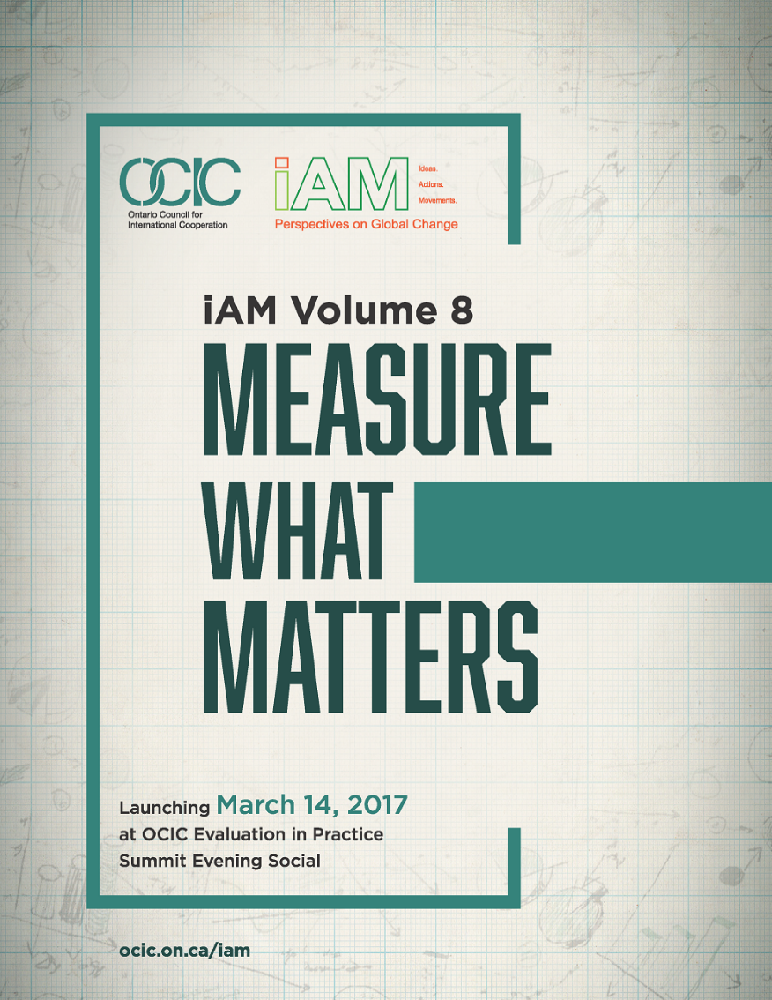 OCIC
Ontario Council for
International Cooperation
iAM
Ideas.
Actions.
Movements.
Perspectives on Global Change
iAM Volume 8
MEASURE
WHAT
MATTERS
Launching March 14, 2017
at OCIC Evaluation in Practice
Summit Evening Social
ocic.on.ca/iam